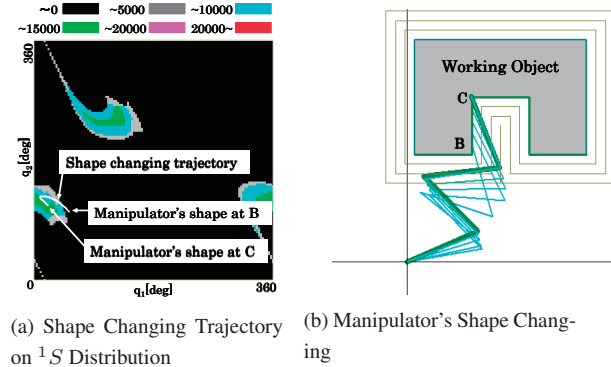 ~0 ~5000 ~10000
~15000 ~20000 20000~
360
q2[deg]
Shape changing trajectory
Manipulator's shape at B
Manipulator's shape at C
0
q1[deg]
360
Working Object
C
B
(a) Shape Changing Trajectory
on ¹S Distribution
(b) Manipulator's Shape Chang-
ing